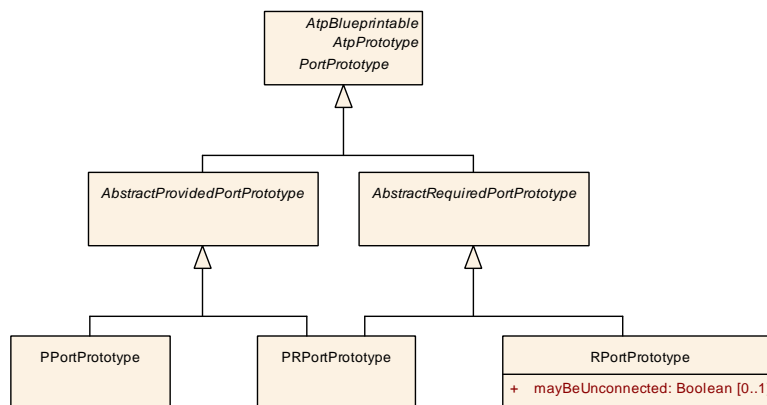 AtpBlueprintable
AtpPrototype
PortPrototype
AbstractProvidedPortPrototype
AbstractRequiredPortPrototype
PPortPrototype
PRPortPrototype
RPortPrototype
+ mayBeUnconnected: Boolean [0..1